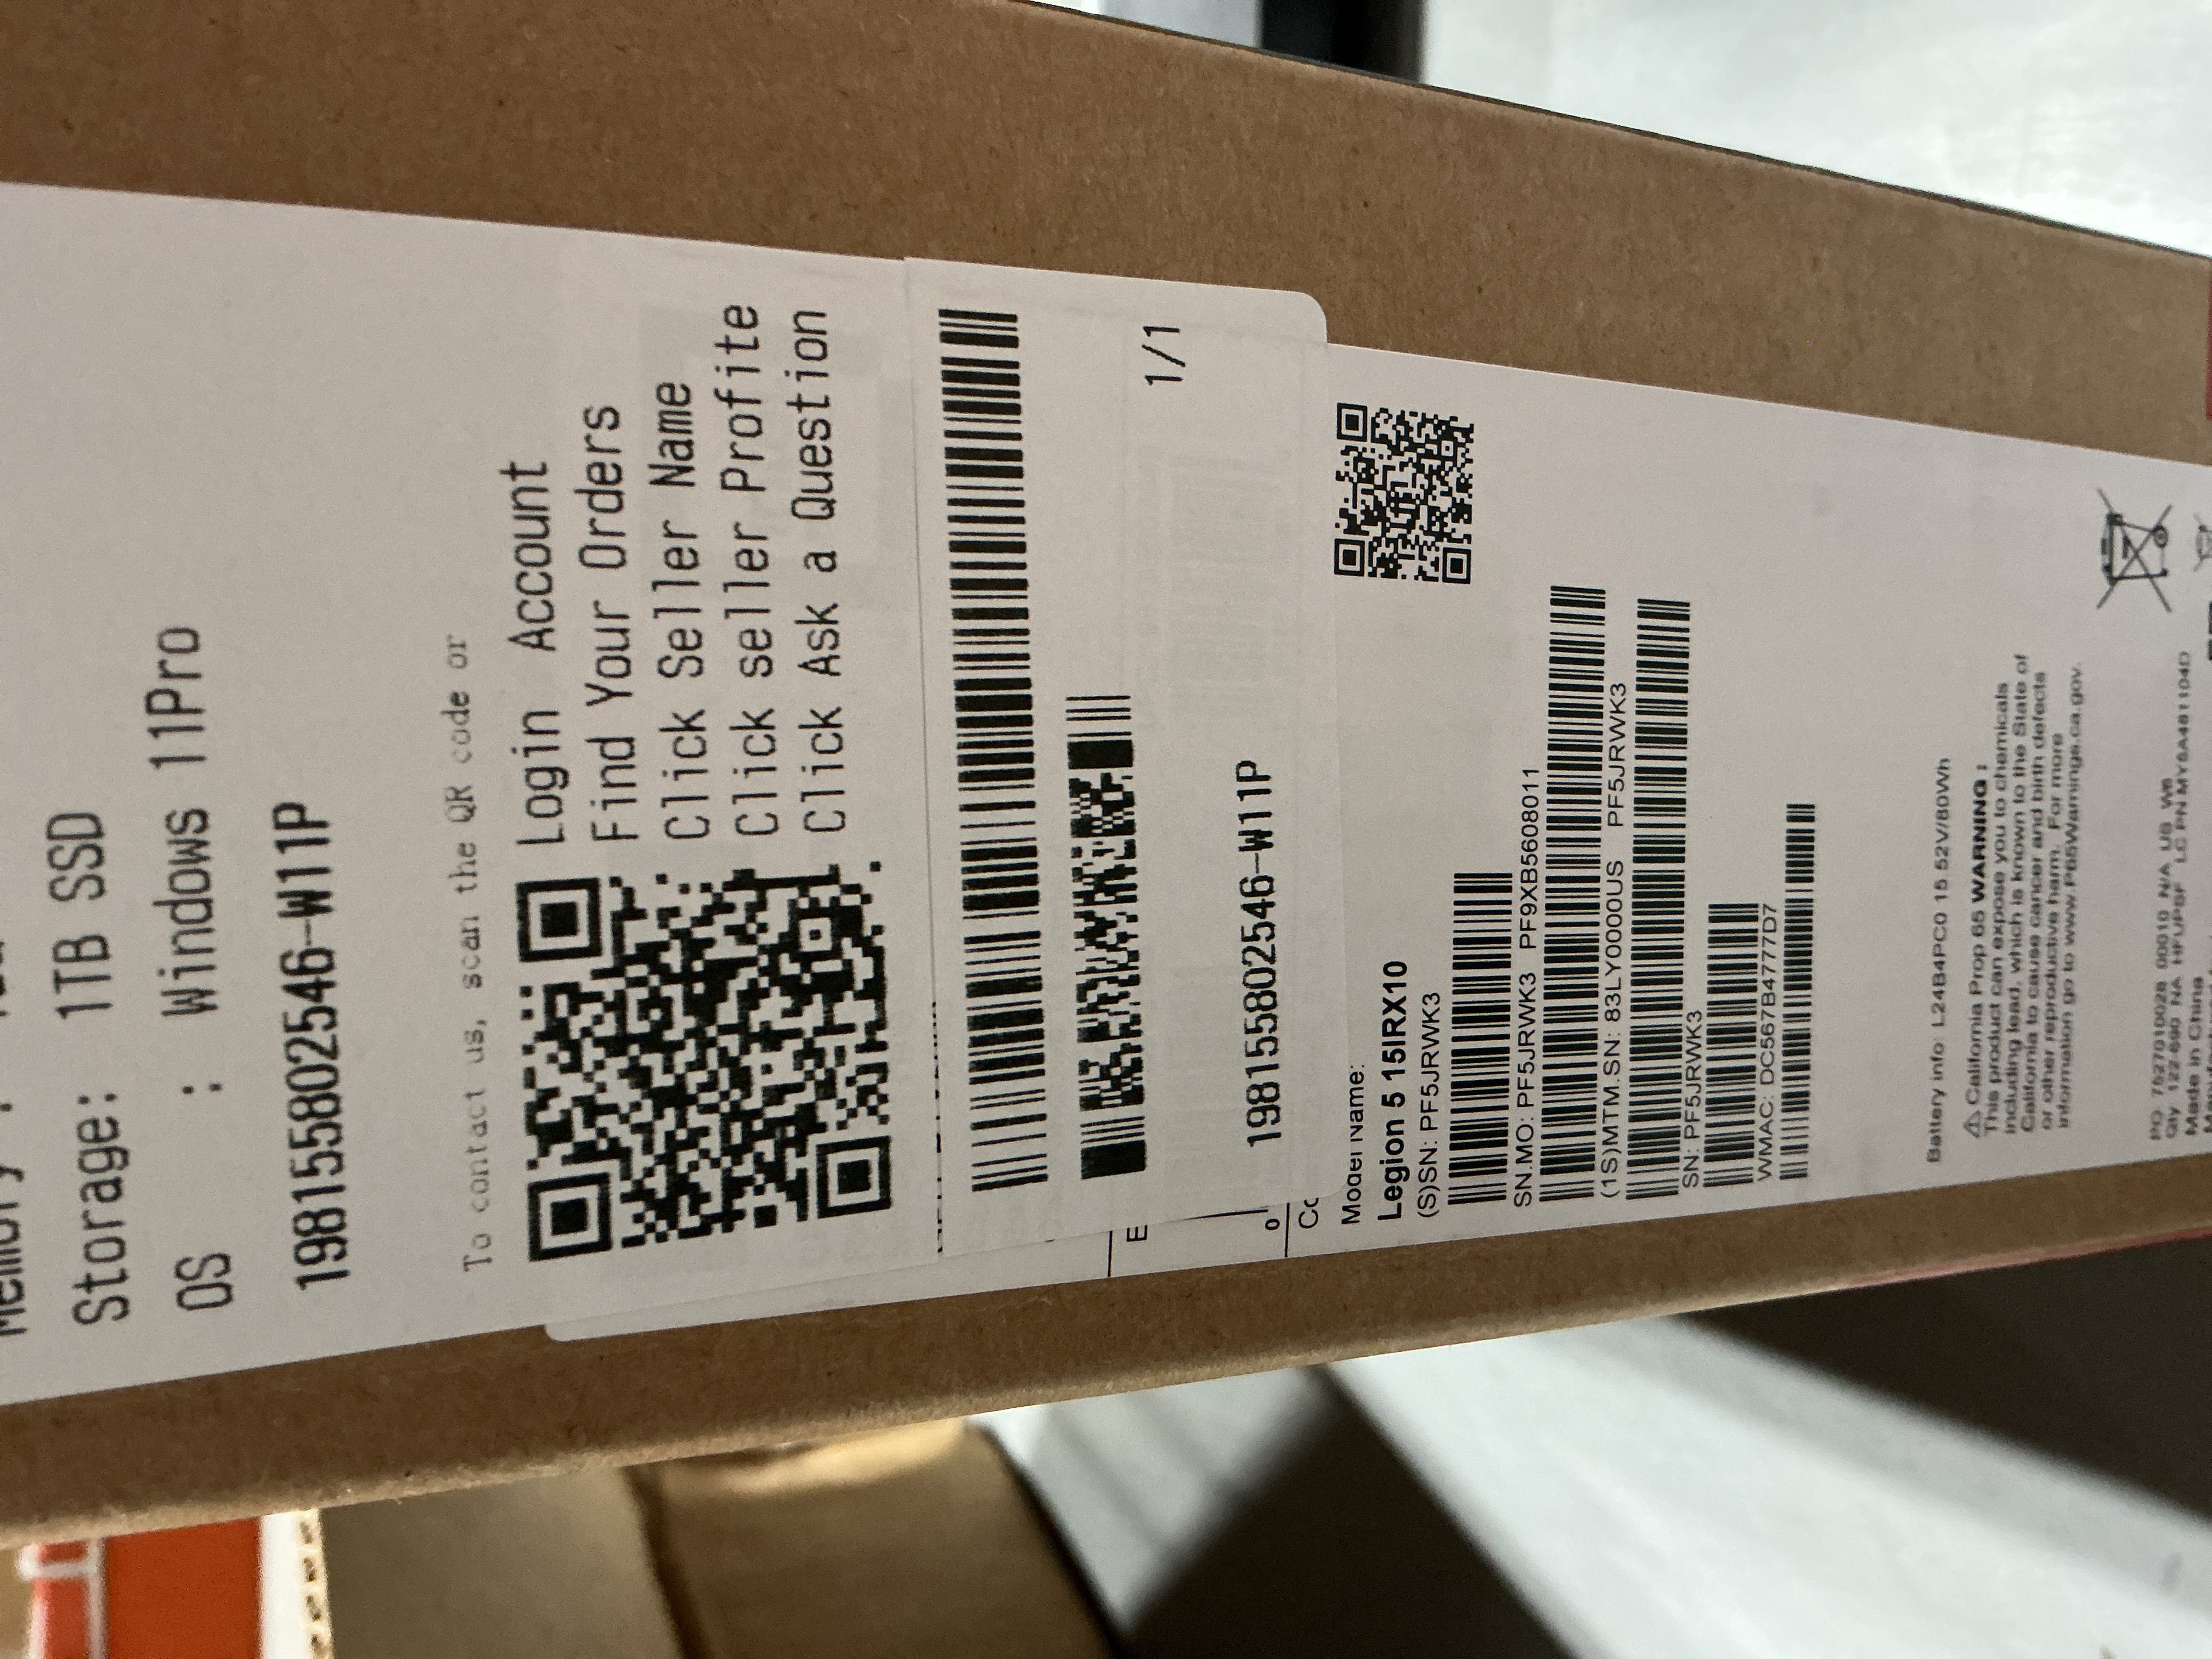 Storage: 1TB SSD
OS : Windows 11Pro
198155802546-W11P
To contact us, scan the QR code or
Login Account
Find Your Orders
Click Seller Name
Click seller Profite
Click Ask a Question
1/1
198155802546-W11P
Model Name:
Legion 5 15IRX10
(S)SN: PF5JRWK3
SN.MO: PF5JRWK3 PF9XB5608011
(1S)MTM.SN: 83LY0000US PF5JRWK3
SN: PF5JRWK3
WMAC: DC567B4777D7
Battery info: L24B4PC0 15.52V/80Wh
⚠ California Prop 65 WARNING :
This product can expose you to chemicals
including lead, which is known to the State of
California to cause cancer and birth defects
or other reproductive harm. For more
information go to www.P65Warnings.ca.gov.
Made in China